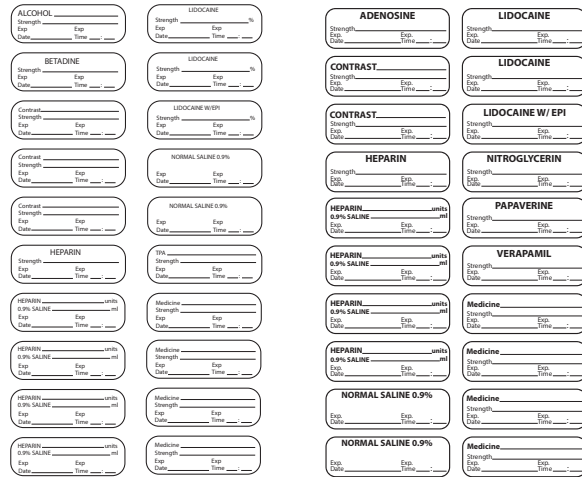 ALCOHOL
Strength
Exp Exp
Date Time : 
BETADINE
Strength
Exp Exp
Date Time :
Contrast
Strength
Exp Exp
Date Time :
Contrast
Strength
Exp Exp
Date Time :
Contrast
Strength
Exp Exp
Date Time :
HEPARIN
Strength
Exp Exp
Date Time :
HEPARIN units
0.9% SALINE ml
Exp Exp
Date Time :
HEPARIN units
0.9% SALINE ml
Exp Exp
Date Time :
HEPARIN units
0.9% SALINE ml
Exp Exp
Date Time :
HEPARIN units
0.9% SALINE ml
Exp Exp
Date Time :
LIDOCAINE
Strength %
Exp Exp
Date Time :
LIDOCAINE
Strength %
Exp Exp
Date Time :
LIDOCAINE W/EPI
Strength %
Exp Exp
Date Time :
NORMAL SALINE 0.9%
Exp Exp
Date Time :
NORMAL SALINE 0.9%
Exp Exp
Date Time :
TPA
Strength
Exp Exp
Date Time :
Medicine
Strength
Exp Exp
Date Time :
Medicine
Strength
Exp Exp
Date Time :
Medicine
Strength
Exp Exp
Date Time :
Medicine
Strength
Exp Exp
Date Time :
ADENOSINE
Strength
Exp. Exp.
Date Time :
CONTRAST
Strength
Exp. Exp.
Date Time :
CONTRAST
Strength
Exp. Exp.
Date Time :
HEPARIN
Strength
Exp. Exp.
Date Time :
HEPARIN units
0.9% SALINE ml
Exp. Exp.
Date Time :
HEPARIN units
0.9% SALINE ml
Exp. Exp.
Date Time :
HEPARIN units
0.9% SALINE ml
Exp. Exp.
Date Time :
HEPARIN units
0.9% SALINE ml
Exp. Exp.
Date Time :
NORMAL SALINE 0.9%
Exp. Exp.
Date Time :
NORMAL SALINE 0.9%
Exp. Exp.
Date Time :
LIDOCAINE
Strength
Exp. Exp.
Date Time :
LIDOCAINE
Strength
Exp. Exp.
Date Time :
LIDOCAINE W/ EPI
Strength
Exp. Exp.
Date Time :
NITROGLYCERIN
Strength
Exp. Exp.
Date Time :
PAPAVERINE
Strength
Exp. Exp.
Date Time :
VERAPAMIL
Strength
Exp. Exp.
Date Time :
Medicine
Strength
Exp. Exp.
Date Time :
Medicine
Strength
Exp. Exp.
Date Time :
Medicine
Strength
Exp. Exp.
Date Time :
Medicine
Strength
Exp. Exp.
Date Time :